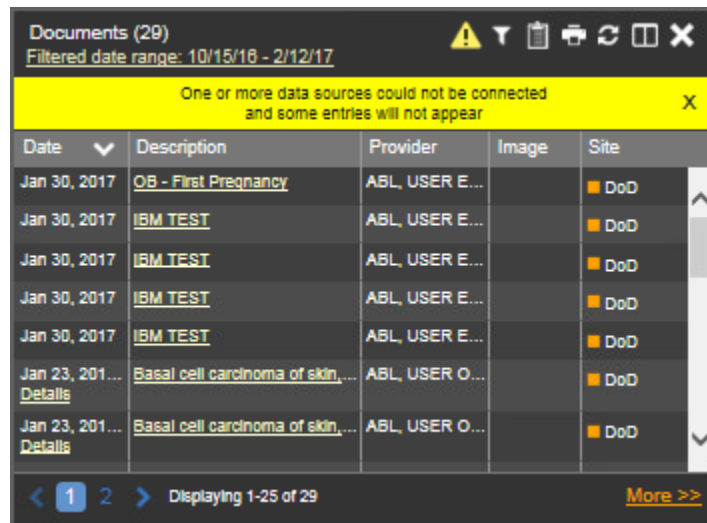 Documents (29)
Filtered date range: 10/15/16 - 2/12/17
One or more data sources could not be connected
and some entries will not appear
X
Date Description Provider Image Site
Jan 30, 2017 OB - First Pregnancy ABL, USER E... DoD
Jan 30, 2017 IBM TEST ABL, USER E... DoD
Jan 30, 2017 IBM TEST ABL, USER E... DoD
Jan 30, 2017 IBM TEST ABL, USER E... DoD
Jan 30, 2017 IBM TEST ABL, USER E... DoD
Jan 23, 201... Basal cell carcinoma of skin,... ABL, USER O... DoD
Details
Jan 23, 201... Basal cell carcinoma of skin,... ABL, USER O... DoD
Details
1 2 Displaying 1-25 of 29 More >>